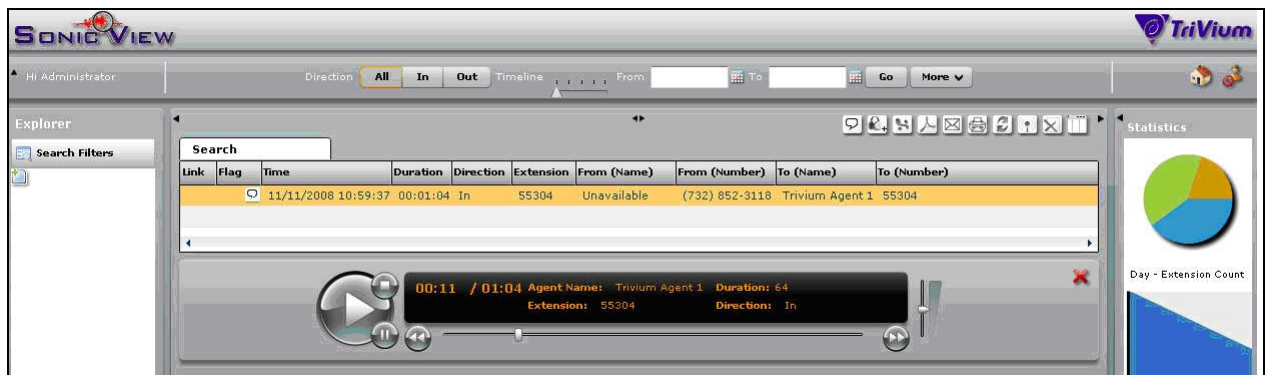 SONIC VIEW
TriVium
Hi Administrator
Direction All In Out Timeline From To Go More
Explorer
Search Filters
Search
Statistics
Link Flag Time Duration Direction Extension From (Name) From (Number) To (Name) To (Number)
11/11/2008 10:59:37 00:01:04 In 55304 Unavailable (732) 852-3118 Trivium Agent 1 55304
00:11 / 01:04 Agent Name: Trivium Agent 1 Duration: 64
Extension: 55304 Direction: In
Day - Extension Count